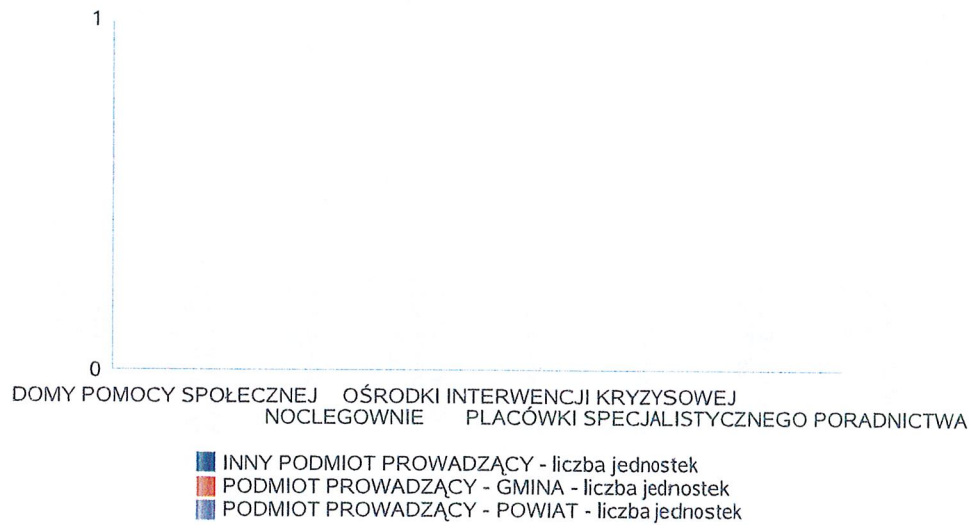 1
0
DOMY POMOCY SPOŁECZNEJ OŚRODKI INTERWENCJI KRYZYSOWEJ
NOCLEGOWNIE PLACÓWKI SPECJALISTYCZNEGO PORADNICTWA
INNY PODMIOT PROWADZĄCY - liczba jednostek
PODMIOT PROWADZĄCY - GMINA - liczba jednostek
PODMIOT PROWADZĄCY - POWIAT - liczba jednostek